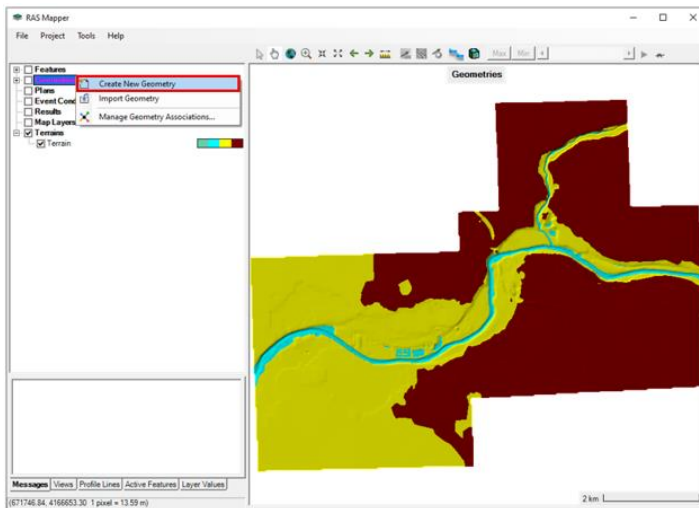 RAS Mapper
File Project Tools Help
Max Min
Features
Plans
Event Cond
Results
Map Layers
Terrains
Terrain
Create New Geometry
Import Geometry
Manage Geometry Associations...
Geometries
2 km
Messages Views Profile Lines Active Features Layer Values
(671746.84, 4166653.30 1 pixel = 13.59 m)